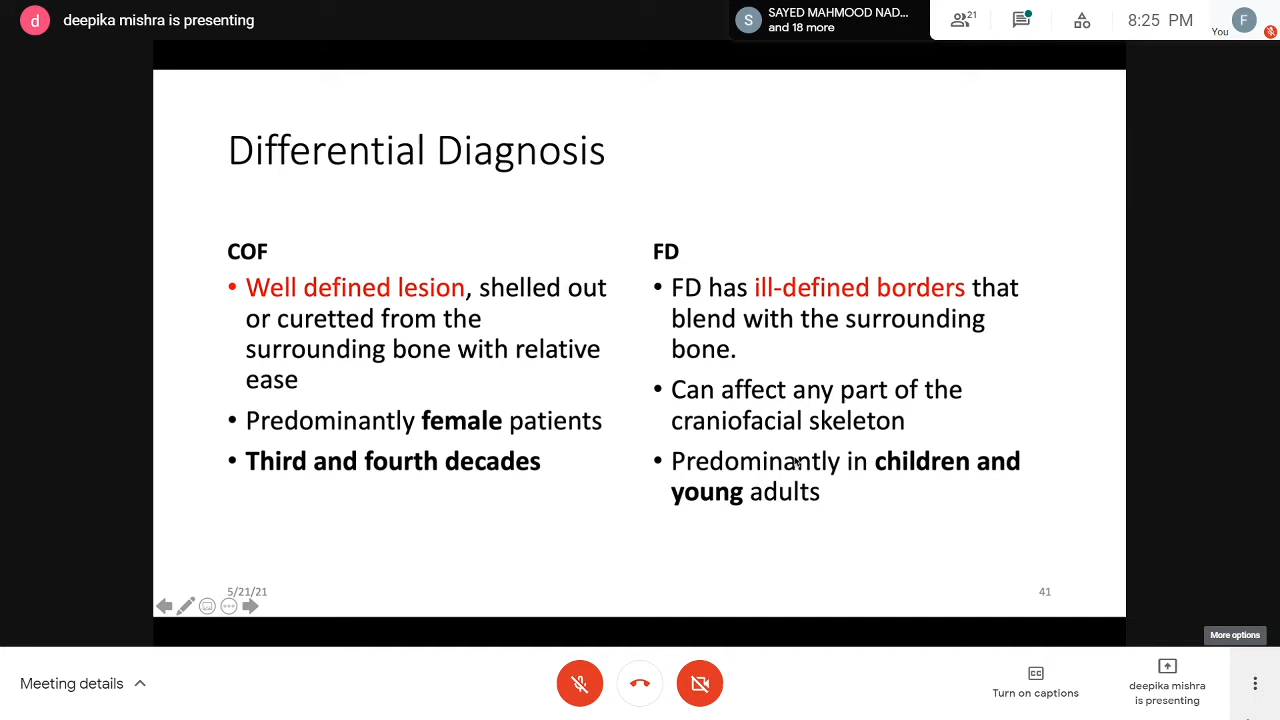 d
deepika mishra is presenting
S
SAYED MAHMOOD NAD...
and 18 more
21
8:25 PM
You
F
Differential Diagnosis
COF
• Well defined lesion, shelled out
or curetted from the
surrounding bone with relative
ease
• Predominantly female patients
• Third and fourth decades
FD
• FD has ill-defined borders that
blend with the surrounding
bone.
• Can affect any part of the
craniofacial skeleton
• Predominantly in children and
young adults
5/21/21
41
More options
Meeting details
CC
Turn on captions
deepika mishra
is presenting